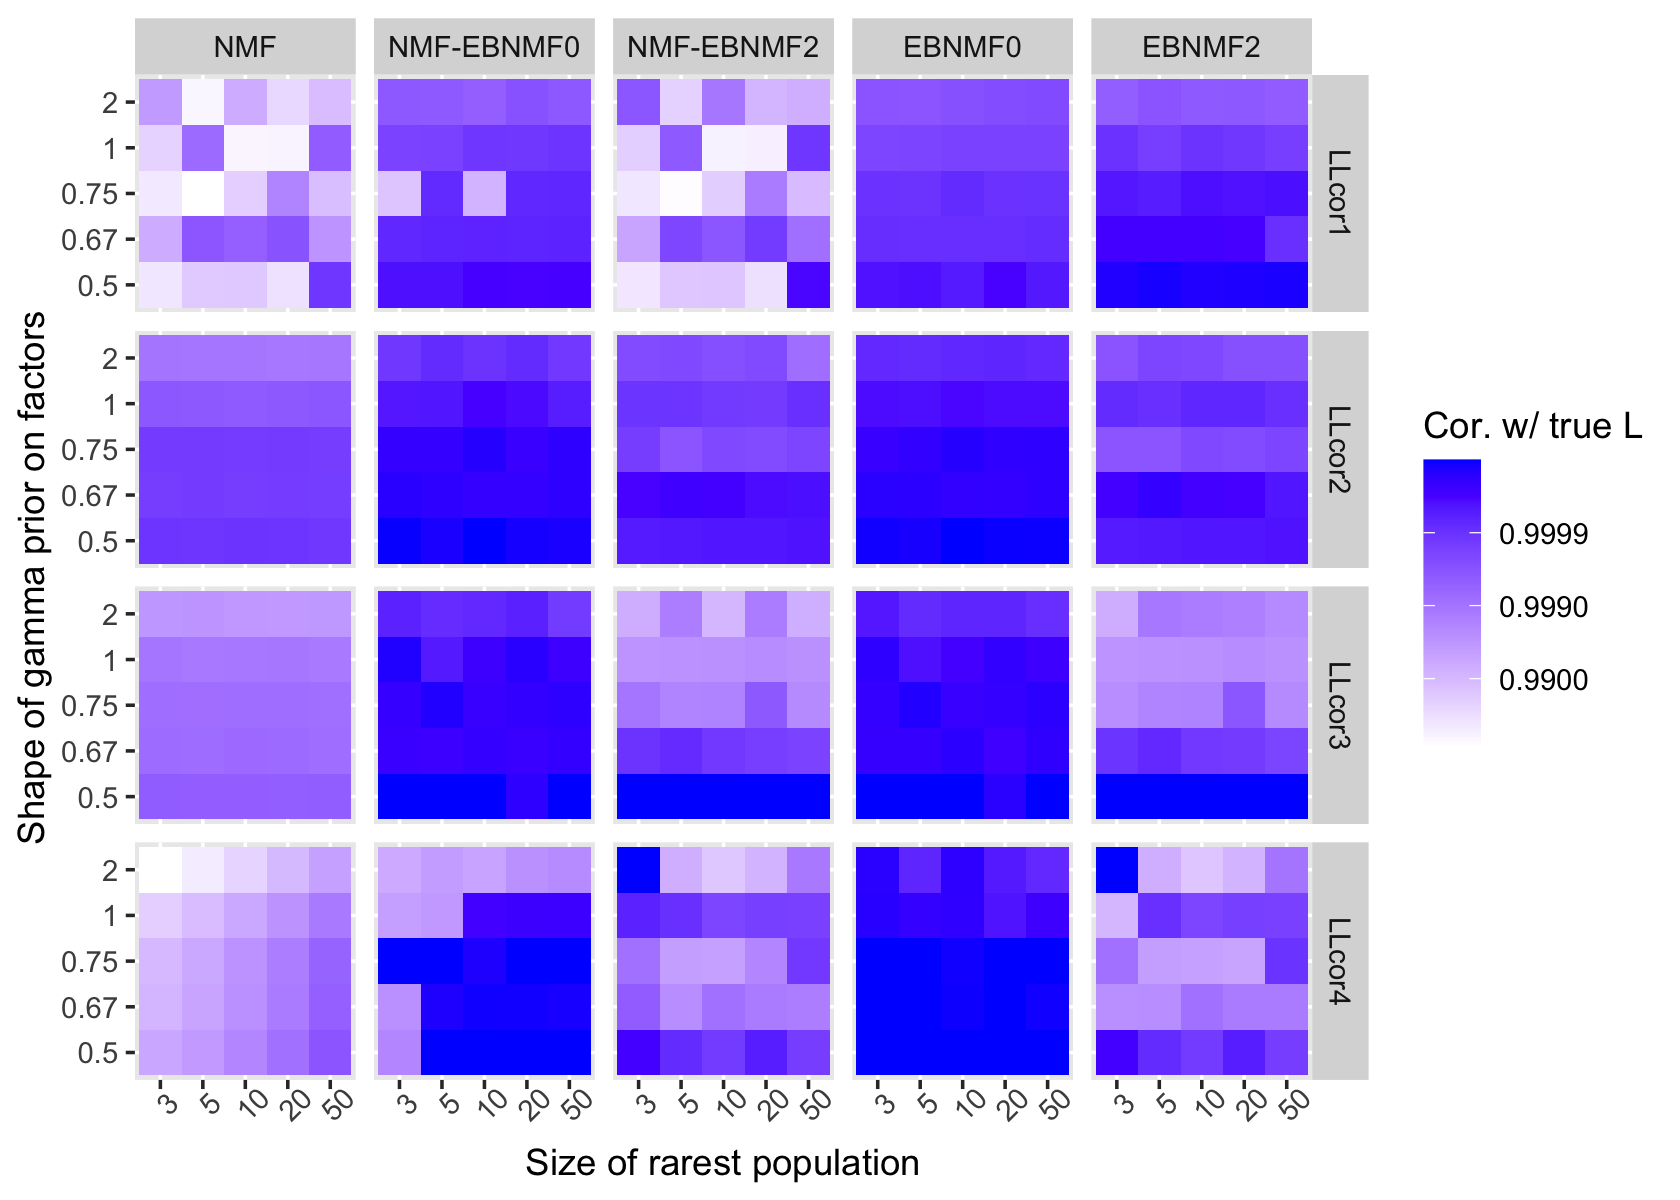 NMF NMF-EBNMF0 NMF-EBNMF2 EBNMF0 EBNMF2
Shape of gamma prior on factors
2
1
0.75
0.67
0.5
LLcor1
2
1
0.75
0.67
0.5
LLcor2
2
1
0.75
0.67
0.5
LLcor3
2
1
0.75
0.67
0.5
LLcor4
3 5 10 20 50 3 5 10 20 50 3 5 10 20 50 3 5 10 20 50 3 5 10 20 50
Size of rarest population
Cor. w/ true L
0.9999
0.9990
0.9900